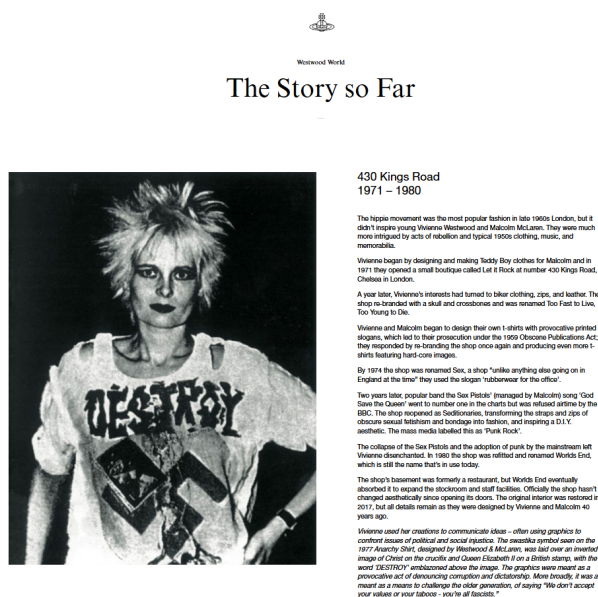 Westwood World
The Story so Far
DESTROY
430 Kings Road
1971 – 1980
The hippie movement was the most popular fashion in late 1960s London, but it
didn't inspire young Vivienne Westwood and Malcolm McLaren. They were much
more intrigued by acts of rebellion and typical 1950s clothing, music, and
memorabilia.
Vivienne began by designing and making Teddy Boy clothes for Malcolm and in
1971 they opened a small boutique called Let it Rock at number 430 Kings Road,
Chelsea in London.
A year later, Vivienne's interests had turned to biker clothing, zips, and leather. The
shop re-branded with a skull and crossbones and was renamed Too Fast to Live,
Too Young to Die.
Vivienne and Malcolm began to design their own t-shirts with provocative printed
slogans, which led to their prosecution under the 1959 Obscene Publications Act;
they responded by re-branding the shop once again and producing even more t-
shirts featuring hard-core images.
By 1974 the shop was renamed Sex, a shop "unlike anything else going on in
England at the time" they used the slogan 'rubberwear for the office'.
Two years later, popular band the Sex Pistols' (managed by Malcolm) song 'God
Save the Queen' went to number one in the charts but was refused airtime by the
BBC. The shop reopened as Seditionaries, transforming the straps and zips of
obscure sexual fetishism and bondage into fashion, and inspiring a D.I.Y.
aesthetic. The mass media labelled this as 'Punk Rock'.
The collapse of the Sex Pistols and the adoption of punk by the mainstream left
Vivienne disenchanted. In 1980 the shop was refitted and renamed Worlds End,
which is still the name that's in use today.
The shop's basement was formerly a restaurant, but Worlds End eventually
absorbed it to expand the stockroom and staff facilities. Officially the shop hasn't
changed aesthetically since opening its doors. The original interior was restored in
2017, but all details remain as they were designed by Vivienne and Malcolm 40
years ago.
Vivienne used her creations to communicate ideas – often using graphics to
confront issues of political and social injustice. The swastika symbol seen on the
1977 Anarchy Shirt, designed by Westwood & McLaren, was laid over an inverted
image of Christ on the crucifix and Queen Elizabeth II on a British stamp, with the
word 'DESTROY' emblazoned above the image. The graphics were meant as a
provocative act of denouncing corruption and dictatorship. More broadly, it was a
meant as a means to challenge the older generation, of saying "We don't accept
your values or your taboos - you're all fascists."